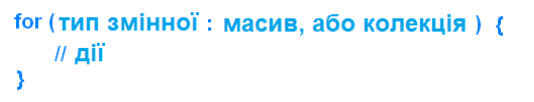 for (тип змінної : масив, або колекція ) {
// дії
}